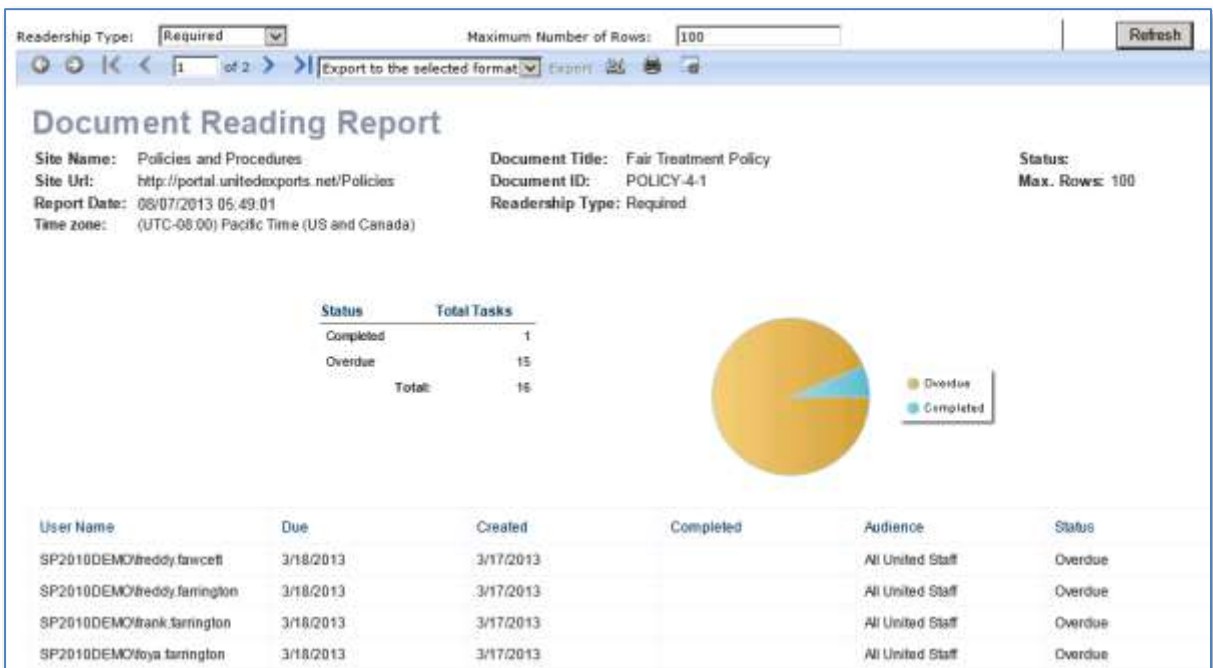 Readership Type: Required Maximum Number of Rows: 100 Refresh
1 of 2 Export to the selected format Export
Document Reading Report
Site Name: Policies and Procedures Document Title: Fair Treatment Policy Status:
Site Url: http://portal.unitedexports.net/Policies Document ID: POLICY-4-1 Max. Rows: 100
Report Date: 08/07/2013 05:49:01 Readership Type: Required
Time zone: (UTC-08:00) Pacific Time (US and Canada)
Status Total Tasks
Completed 1
Overdue 15
Total: 16
Overdue
Completed
User Name Due Created Completed Audience Status
SP2010DEMO\freddy.fawcett 3/18/2013 3/17/2013 All United Staff Overdue
SP2010DEMO\freddy.farrington 3/18/2013 3/17/2013 All United Staff Overdue
SP2010DEMO\frank.farrington 3/18/2013 3/17/2013 All United Staff Overdue
SP2010DEMO\foya.farrington 3/18/2013 3/17/2013 All United Staff Overdue